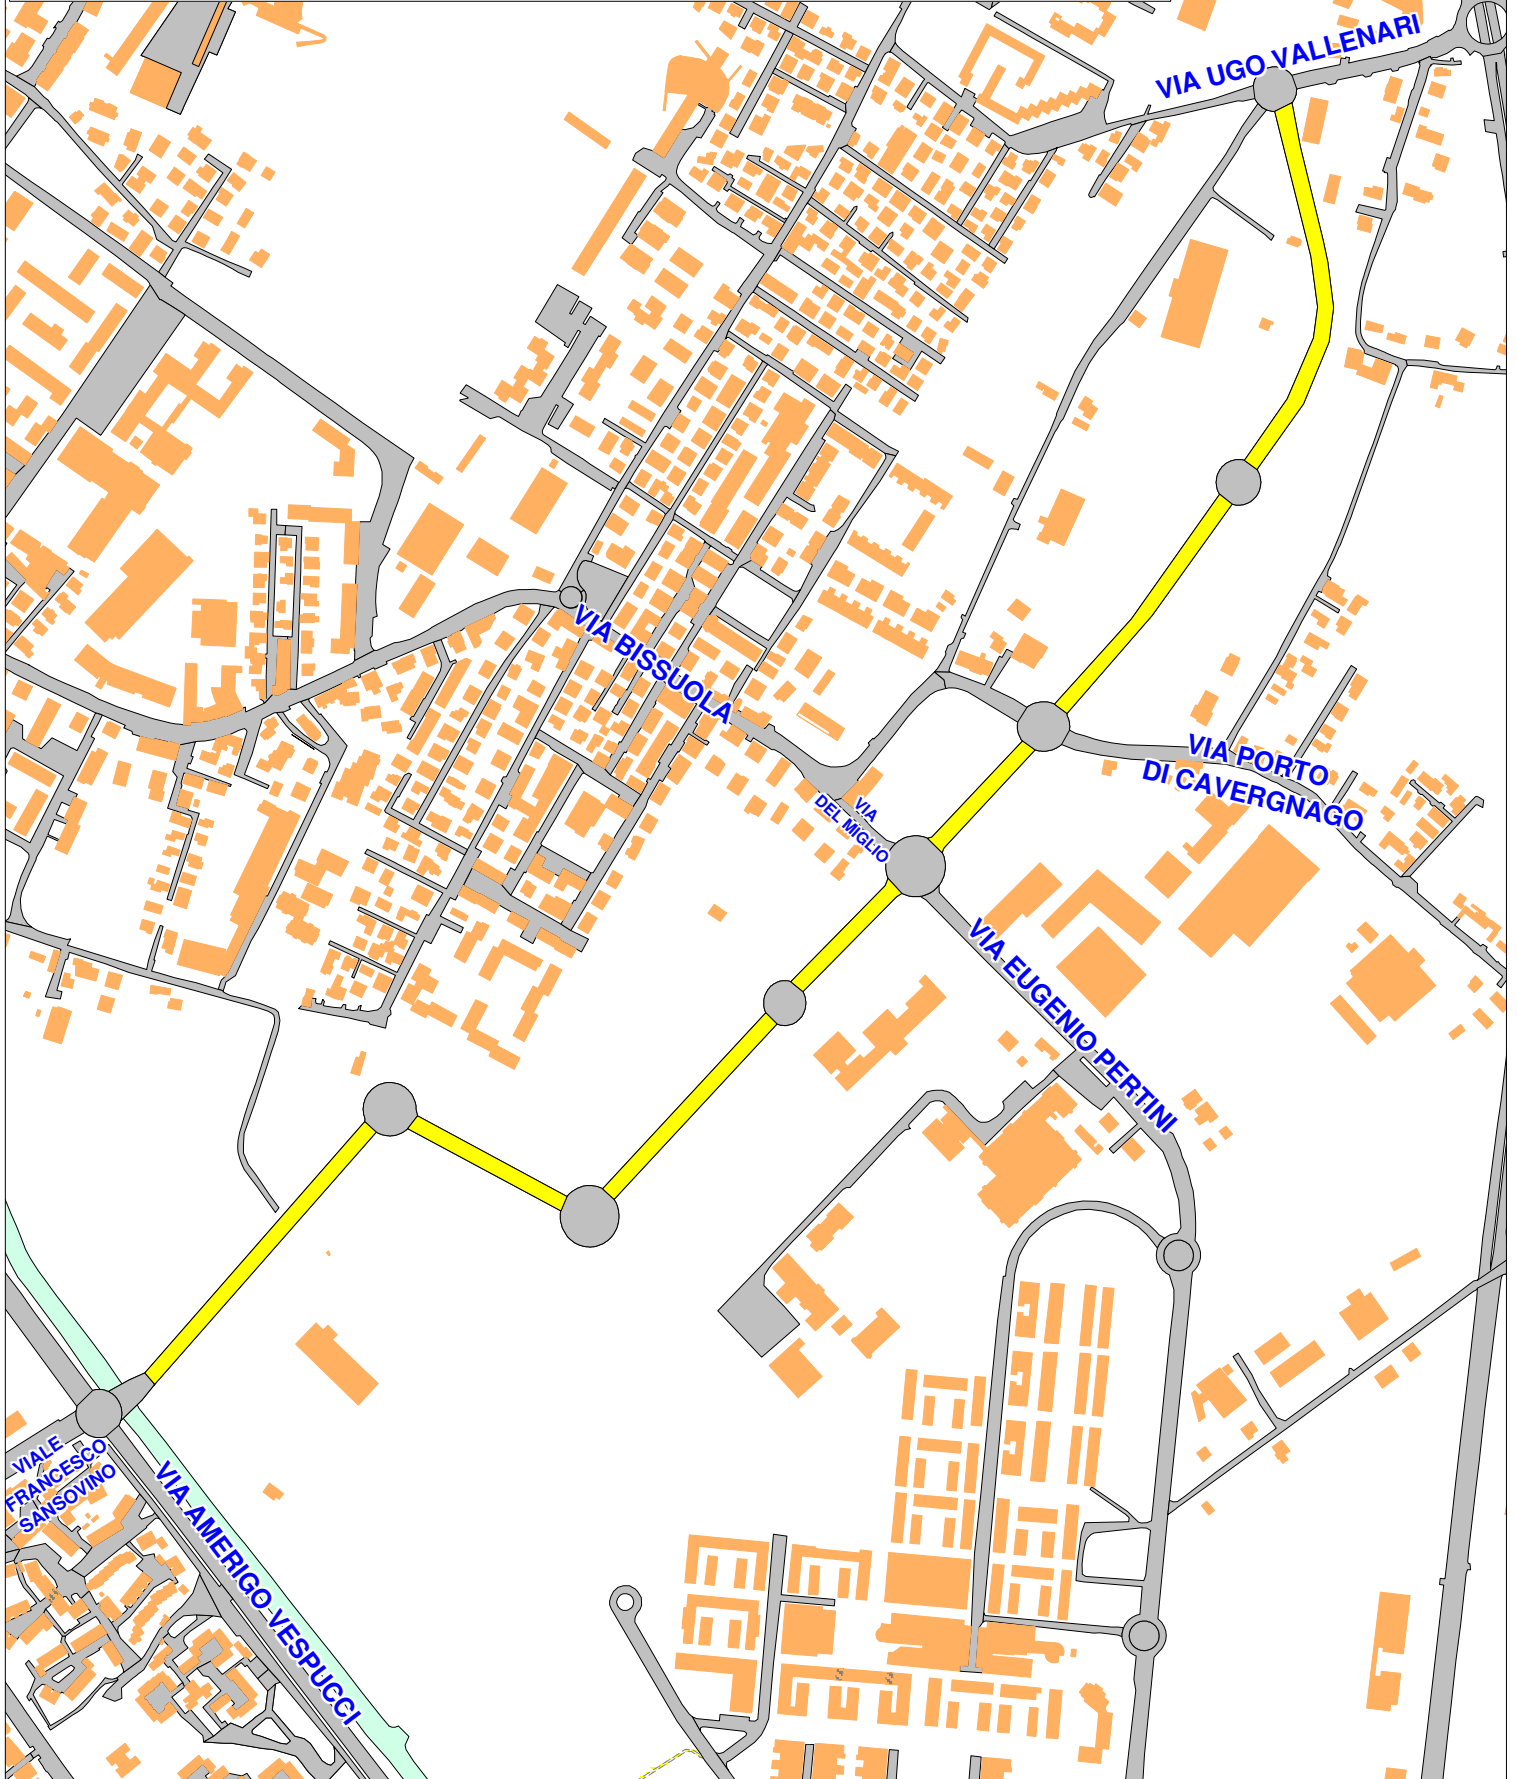 VIA UGO VALLENARI
VIA BISSUOLA
VIA PORTO
DI CAVERGNAGO
VIA
DEL MIGLIO
VIA EUGENIO PERTINI
VIALE
FRANCESCO
SANSOVINO
VIA AMERIGO VESPUCCI